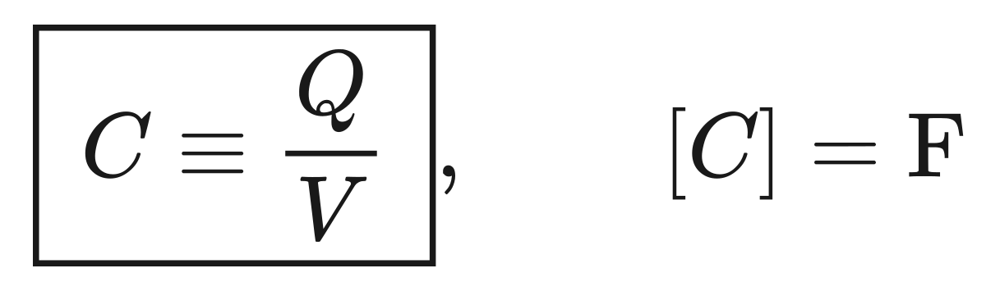 C ≡ Q/V, [C] = F